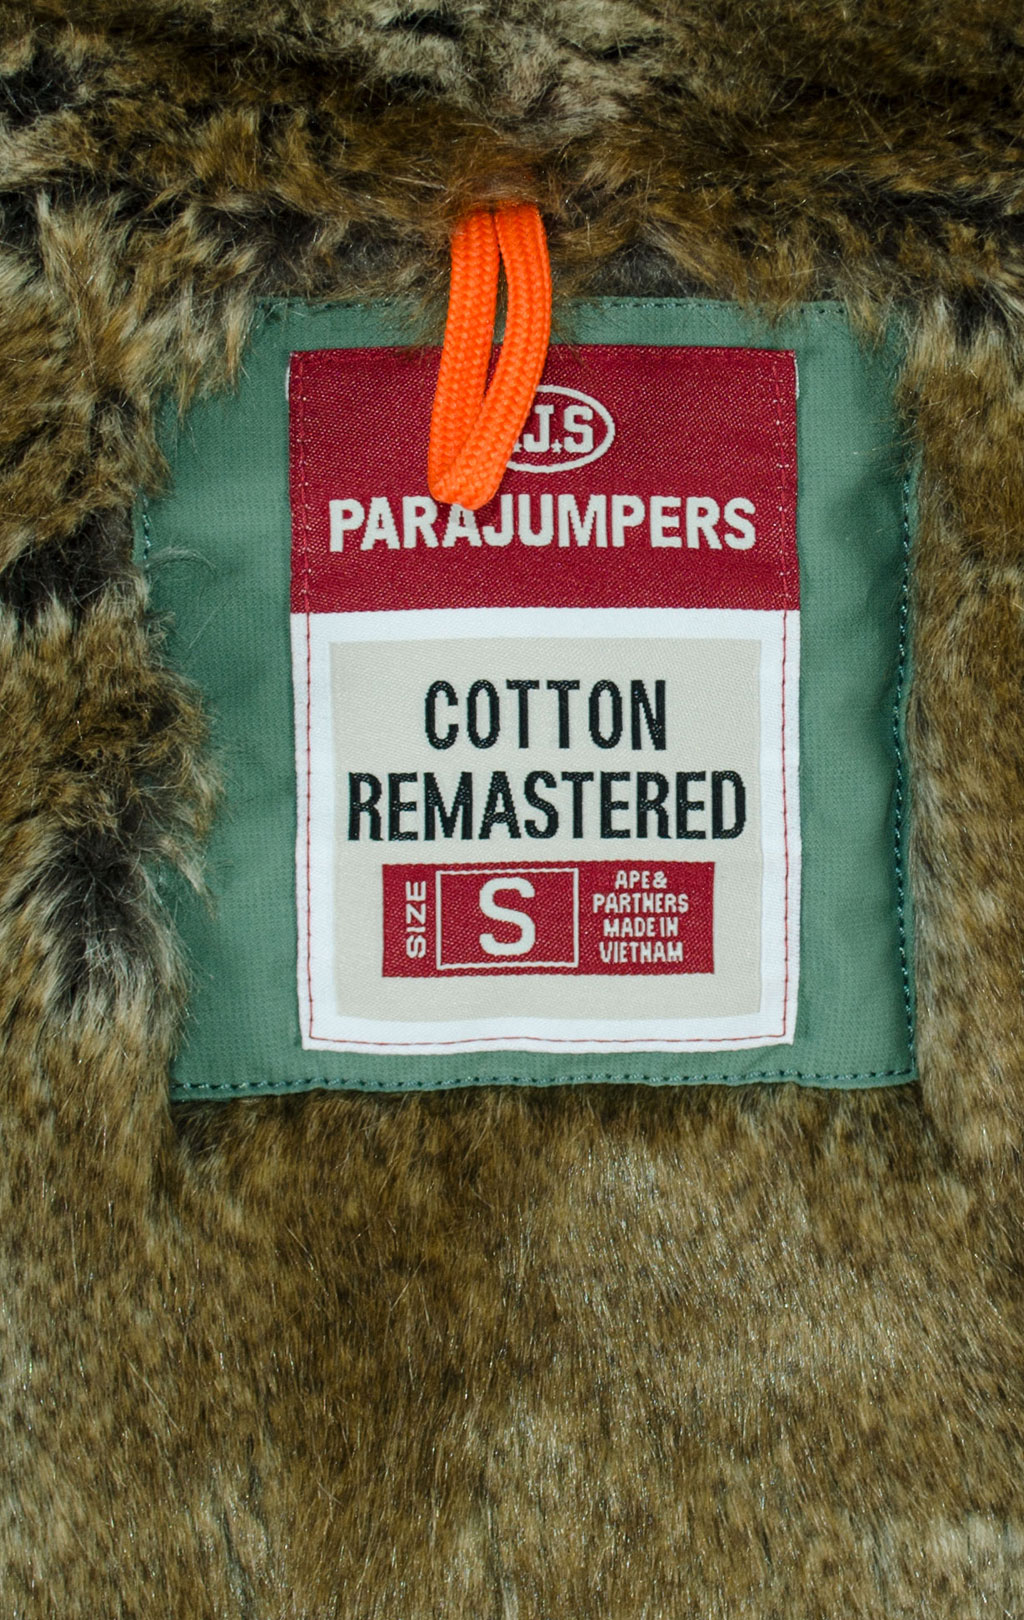 .J.S
PARAJUMPERS
COTTON
REMASTERED
SIZE
S
APE &
PARTNERS
MADE IN
VIETNAM